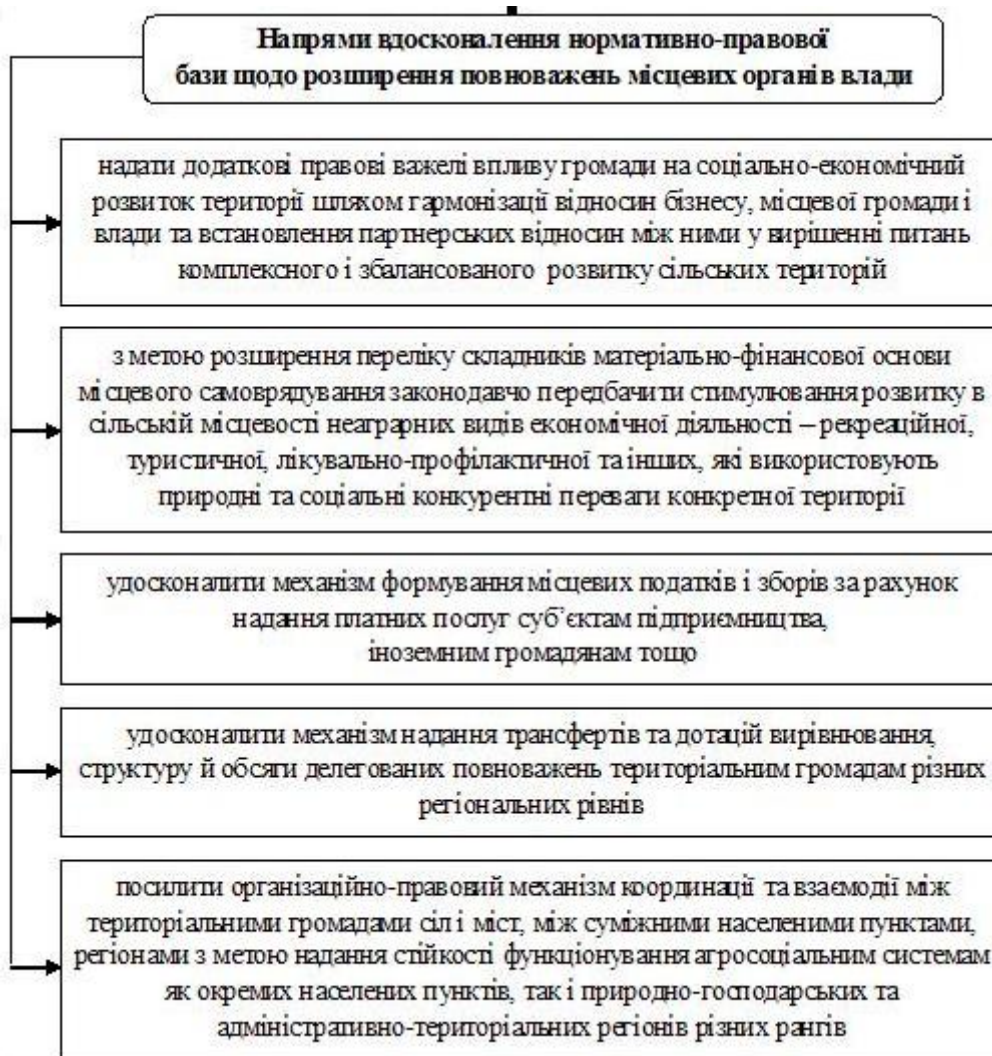 Напрями вдосконалення нормативно-правової
бази щодо розширення повноважень місцевих органів влади
надати додаткові правові важелі впливу громади на соціально-економічний
розвиток території шляхом гармонізації відносин бізнесу, місцевої громади і
влади та встановлення партнерських відносин між ними у вирішенні питань
комплексного і збалансованого розвитку сільських територій
з метою розширення переліку складників матеріально-фінансової основи
місцевого самоврядування законодавчо передбачити стимулювання розвитку в
сільській місцевості неаграрних видів економічної діяльності – рекреаційної,
туристичної, лікувально-профілактичної та інших, які використовують
природні та соціальні конкурентні переваги конкретної території
удосконалити механізм формування місцевих податків і зборів за рахунок
надання платних послуг суб’єктам підприємництва,
іноземним громадянам тощо
удосконалити механізм надання трансфертів та дотацій вирівнювання,
структуру й обсяги делегованих повноважень територіальним громадам різних
регіональних рівнів
посилити організаційно-правовий механізм координації та взаємодії між
територіальними громадами сіл і міст, між суміжними населеними пунктами,
регіонами з метою надання стійкості функціонування агросоціальним системам
як окремих населених пунктів, так і природно-господарських та
адміністративно-територіальних регіонів різних рангів